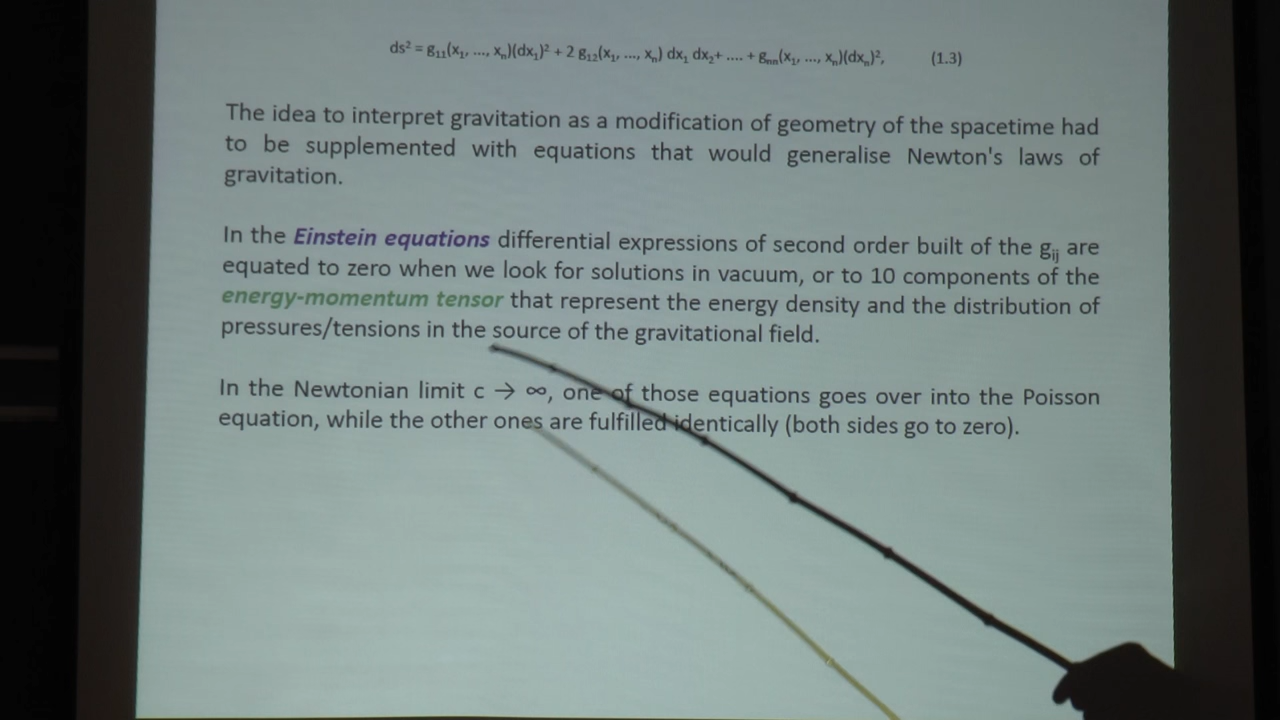 ds² = g₁₁(x₁, ..., xₙ)(dx₁)² + 2 g₁₂(x₁, ..., xₙ) dx₁ dx₂+ .... + gₙₙ(x₁, ..., xₙ)(dxₙ)², (1.3)
The idea to interpret gravitation as a modification of geometry of the spacetime had
to be supplemented with equations that would generalise Newton's laws of
gravitation.
In the Einstein equations differential expressions of second order built of the gᵢⱼ are
equated to zero when we look for solutions in vacuum, or to 10 components of the
energy-momentum tensor that represent the energy density and the distribution of
pressures/tensions in the source of the gravitational field.
In the Newtonian limit c → ∞, one of those equations goes over into the Poisson
equation, while the other ones are fulfilled identically (both sides go to zero).